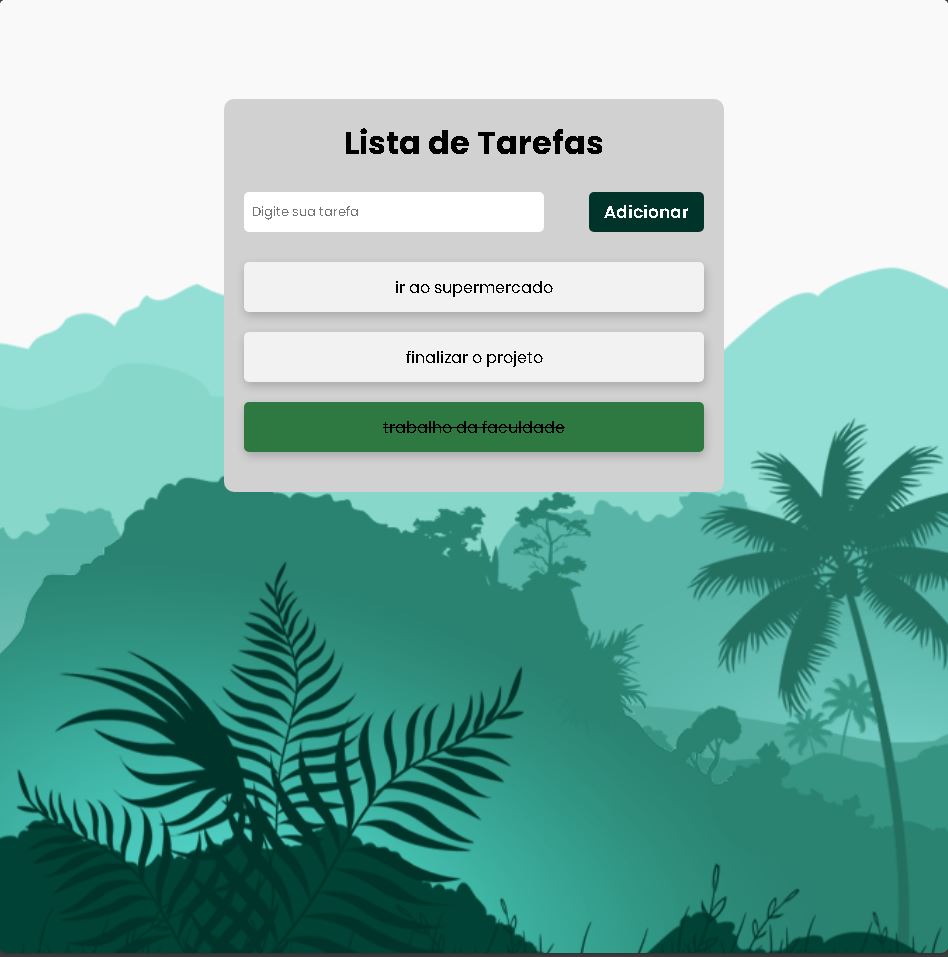 Lista de Tarefas
Digite sua tarefa
Adicionar
ir ao supermercado
finalizar o projeto
trabalho da faculdade